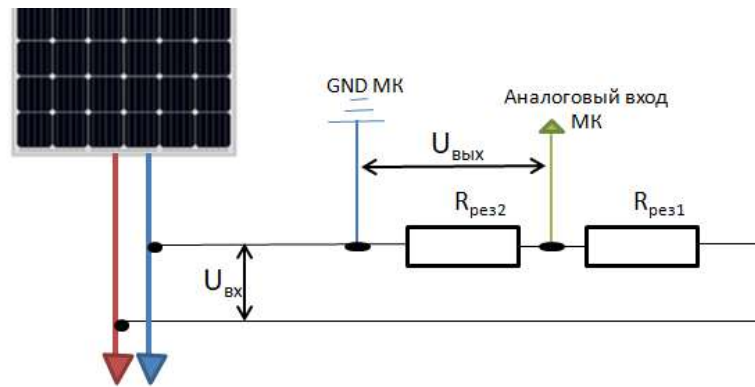 GND МК
Аналоговый вход
МК
Uвых
Rрез2
Rрез1
Uвх